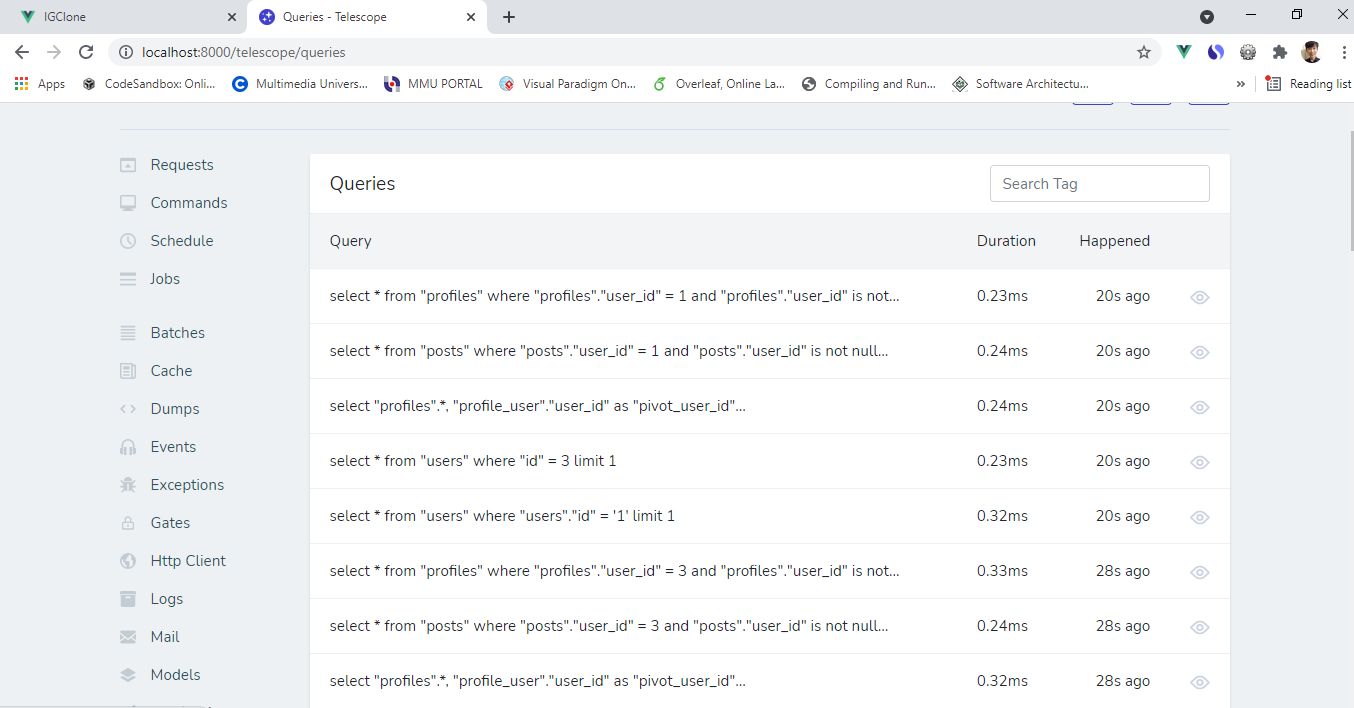 IGClone
Queries - Telescope
localhost:8000/telescope/queries
Apps
CodeSandbox: Onli...
Multimedia Univers...
MMU PORTAL
Visual Paradigm On...
Overleaf, Online La...
Compiling and Run...
Software Architectu...
»
Reading list
Requests
Commands
Schedule
Jobs
Batches
Cache
Dumps
Events
Exceptions
Gates
Http Client
Logs
Mail
Models
Queries
Search Tag
Query Duration Happened
select * from "profiles" where "profiles"."user_id" = 1 and "profiles"."user_id" is not... 0.23ms 20s ago
select * from "posts" where "posts"."user_id" = 1 and "posts"."user_id" is not null... 0.24ms 20s ago
select "profiles".*, "profile_user"."user_id" as "pivot_user_id"... 0.24ms 20s ago
select * from "users" where "id" = 3 limit 1 0.23ms 20s ago
select * from "users" where "users"."id" = '1' limit 1 0.32ms 20s ago
select * from "profiles" where "profiles"."user_id" = 3 and "profiles"."user_id" is not... 0.33ms 28s ago
select * from "posts" where "posts"."user_id" = 3 and "posts"."user_id" is not null... 0.24ms 28s ago
select "profiles".*, "profile_user"."user_id" as "pivot_user_id"... 0.32ms 28s ago